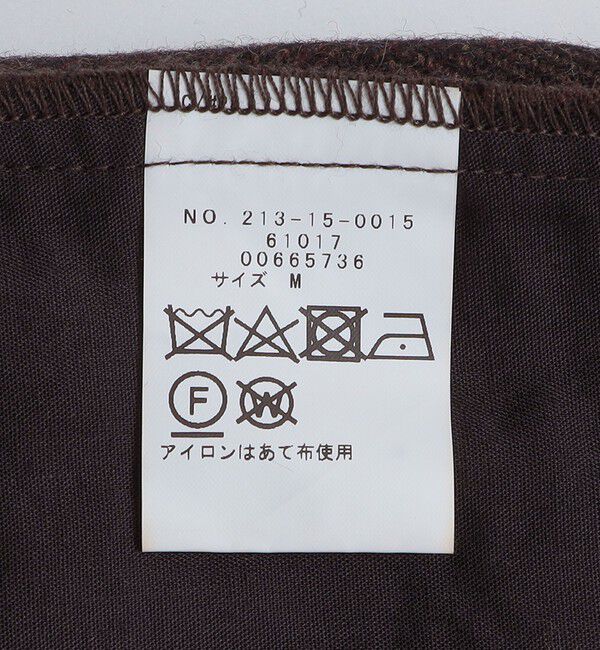 NO. 213-15-0015
61017
00665736
サイズ M
F W
アイロンはあて布使用